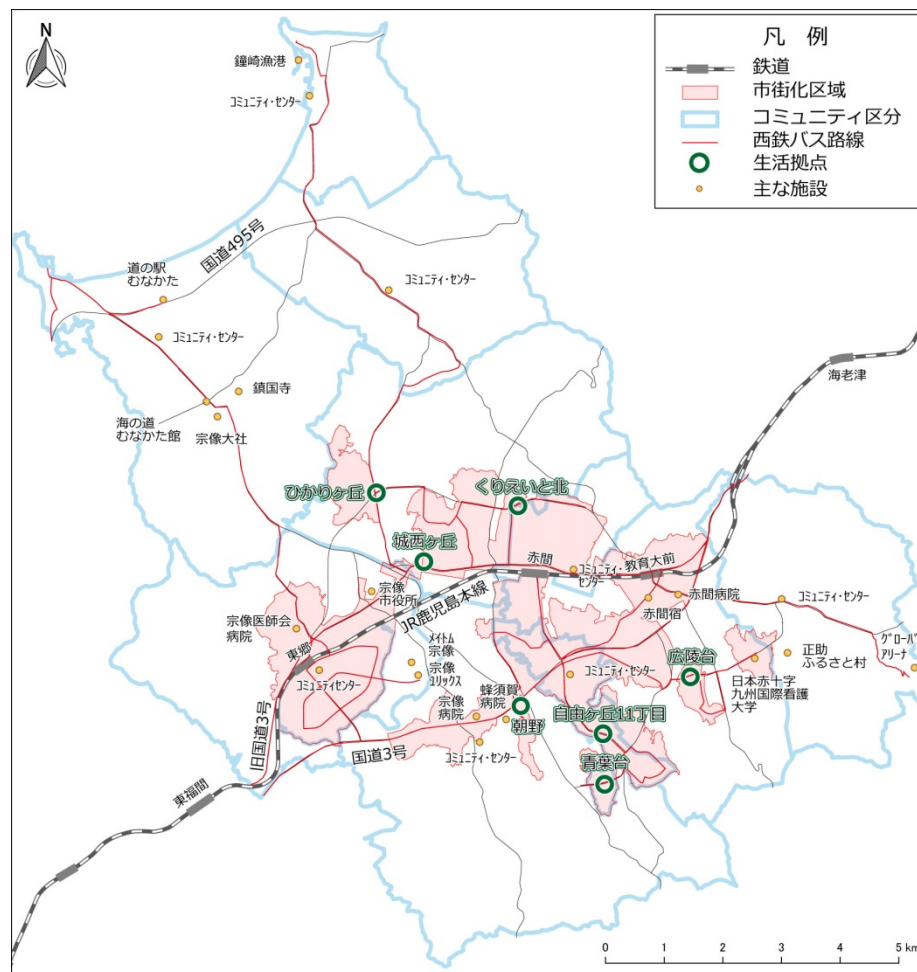 N
凡　例
鉄道
市街化区域
コミュニティ区分
西鉄バス路線
生活拠点
主な施設
鐘崎漁港
コミュニティ・センター
国道495号
道の駅
むなかた
コミュニティ・センター
コミュニティ・センター
鎮国寺
海の道
むなかた館
宗像大社
海老津
ひかりヶ丘
くりえいと北
城西ヶ丘
赤間
コミュニティ・
センター
教育大前
宗像
市役所
JR鹿児島本線
赤間病院
赤間宿
コミュニティ・センター
グローバル
アリーナ
宗像医師会
病院
東郷
メイトム
宗像
宗像
ユリックス
コミュニティセンター
コミュニティ・センター
広陵台
正助
ふるさと村
日本赤十字
九州国際看護
大学
蜂須賀
病院
宗像
病院
朝野
自由ヶ丘11丁目
コミュニティ・センター
青葉台
旧国道3号
国道3号
東福間
0 1 2 3 4 5 km